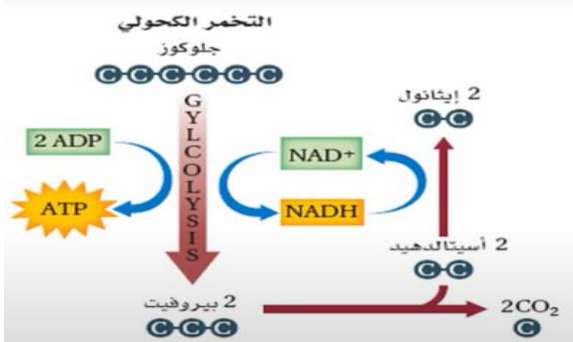 التخمر الكحولي
جلوكوز
C C C C C C
GYLCOLYSIS
2 إيثانول
C C
2 ADP
NAD+
ATP
NADH
2 أسيتالدهيد
C C
2 بيروفيت
C C C
2CO₂
C